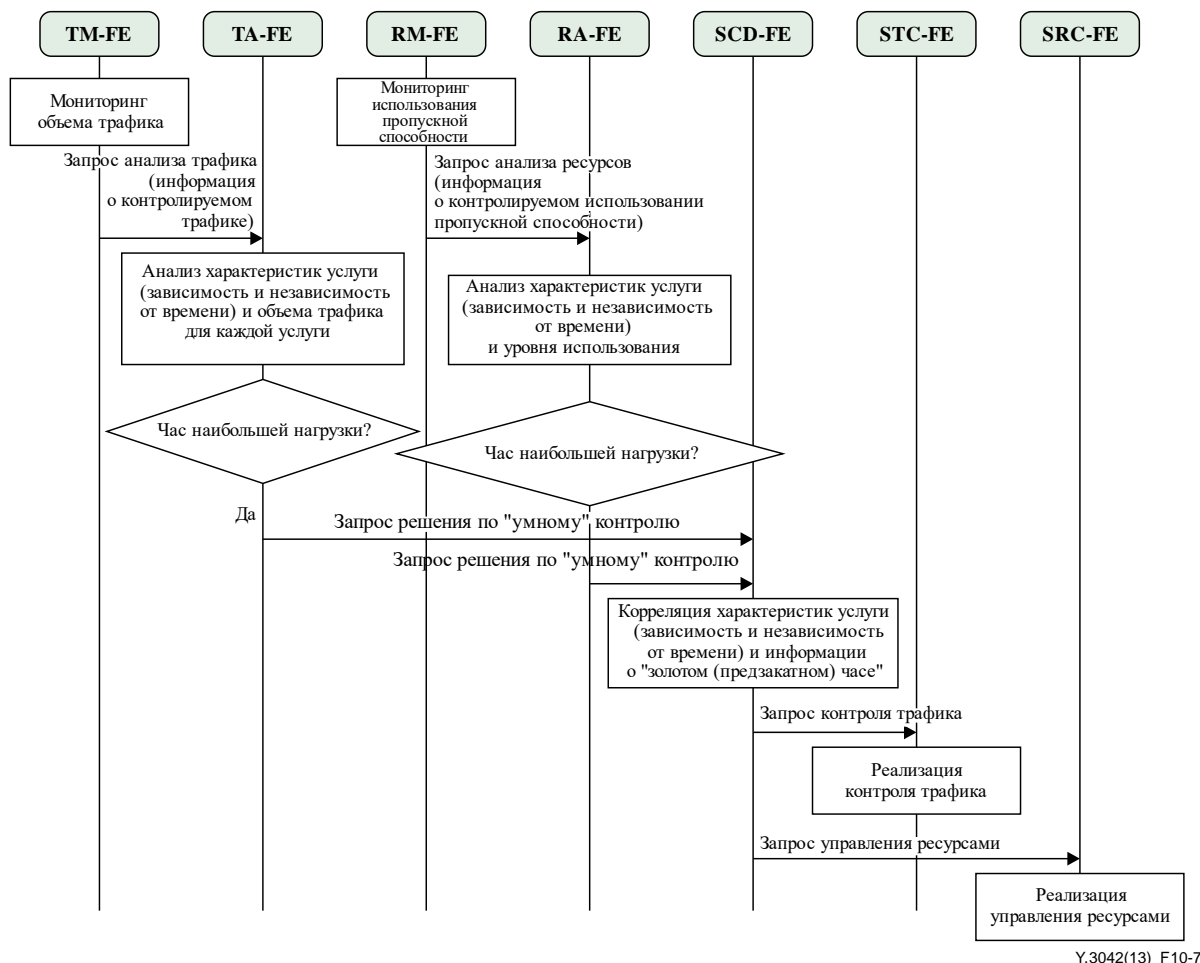 TM-FE
TA-FE
RM-FE
RA-FE
SCD-FE
STC-FE
SRC-FE
Мониторинг
объема трафика
Мониторинг
использования
пропускной
способности
Запрос анализа трафика
(информация
о контролируемом
трафике)
Запрос анализа ресурсов
(информация
о контролируемом использовании
пропускной способности)
Анализ характеристик услуги
(зависимость и независимость
от времени) и объема трафика
для каждой услуги
Анализ характеристик услуги
(зависимость и независимость
от времени)
и уровня использования
Час наибольшей нагрузки?
Час наибольшей нагрузки?
Да
Запрос решения по "умному" контролю
Запрос решения по "умному" контролю
Корреляция характеристик услуги
(зависимость и независимость
от времени) и информации
о "золотом (предзакатном) часе"
Запрос контроля трафика
Реализация
контроля трафика
Запрос управления ресурсами
Реализация
управления ресурсами
Y.3042(13)_F10-7